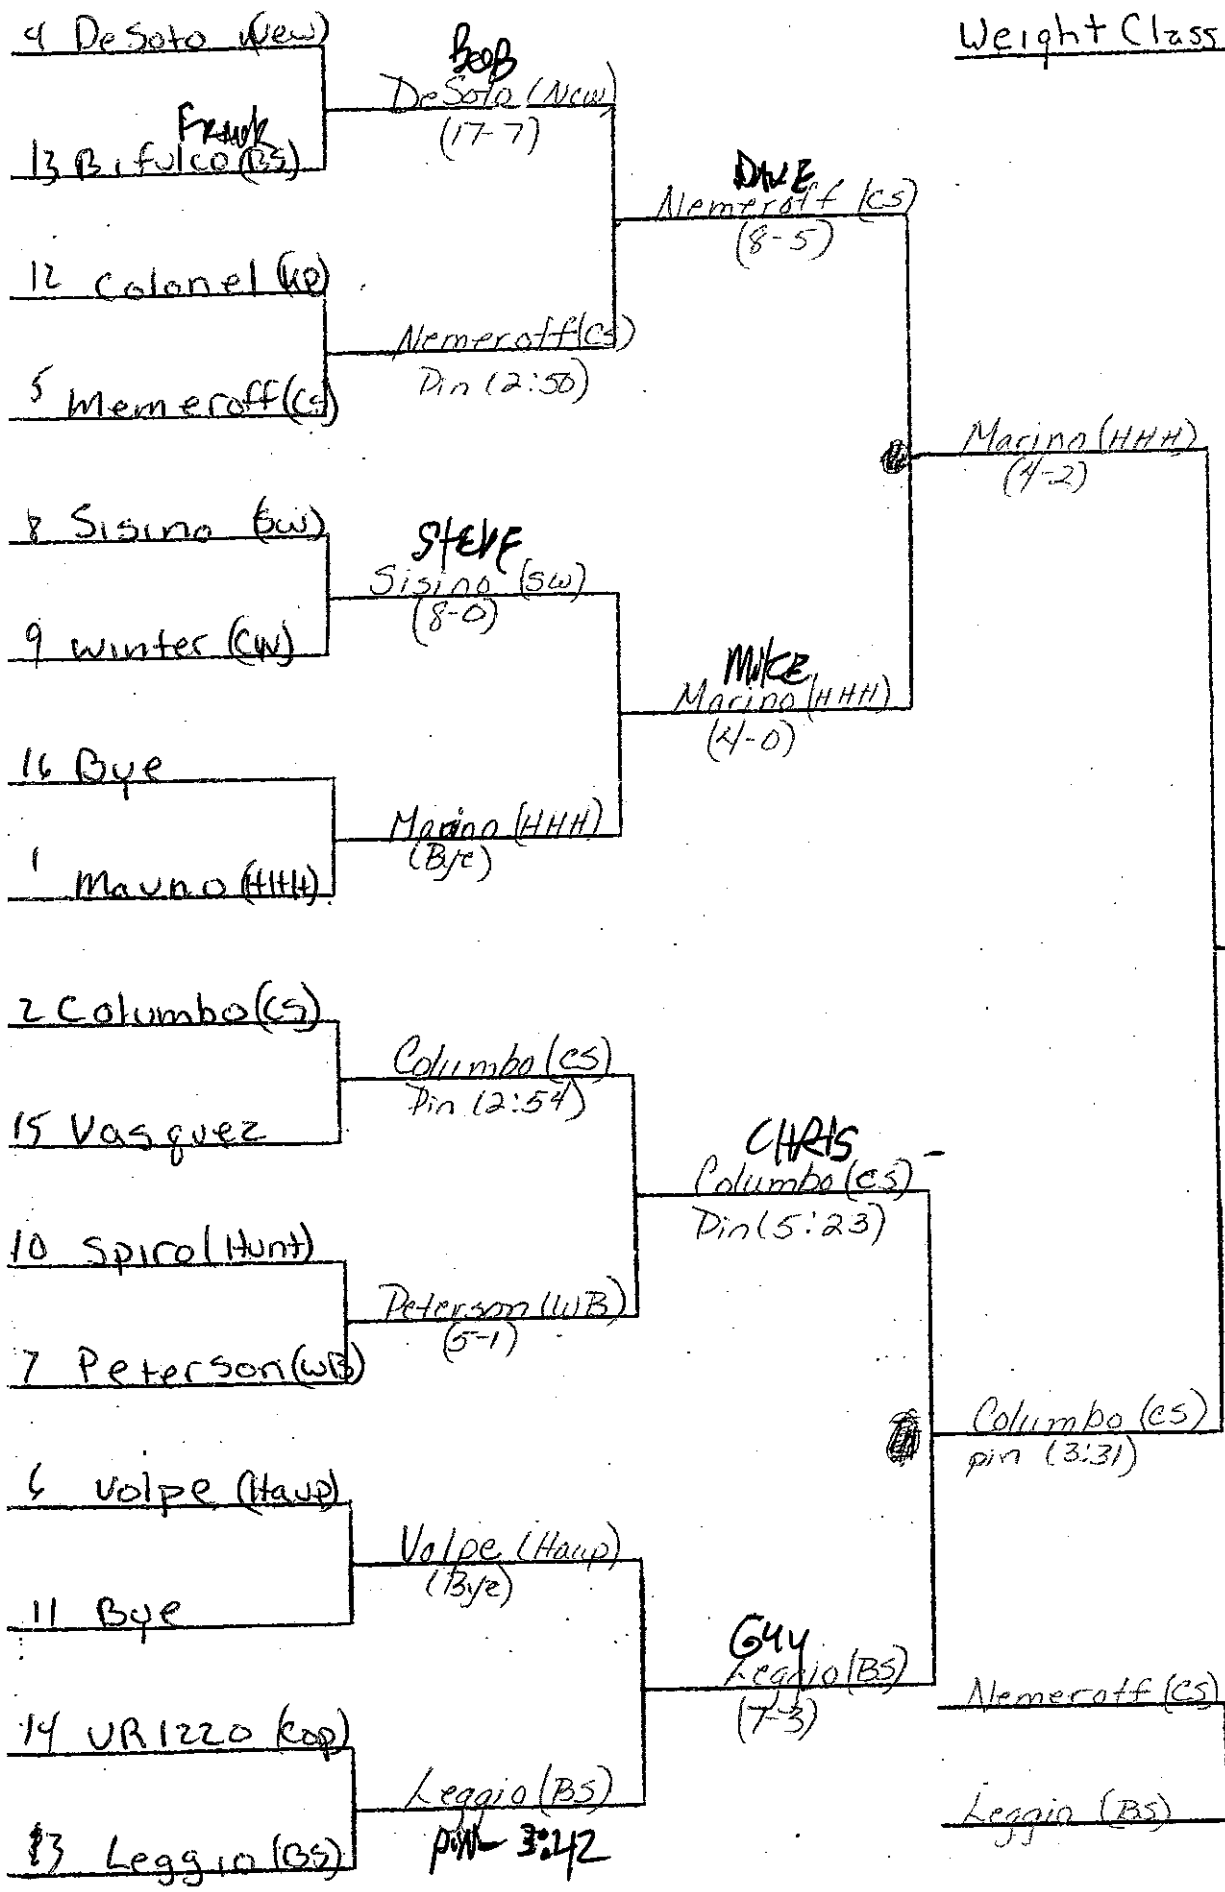 Weight Class
4 DeSoto (New)
13 Bifulco (BS)
Frank
12 Colonel (KP)
5 Memeroff (CS)
8 Sisino (SW)
9 Winter (CW)
16 Bye
1 Mauno (HHH)
2 Columbo (CS)
15 Vasquez
10 Spiro (Hunt)
7 Peterson (WB)
6 Volpe (Haup)
11 Bye
14 URIZZO (Cop)
3 Leggio (BS)
BOB
DeSoto (New)
(17-7)
Nemeroff (CS)
Pin (2:50)
STEVE
Sisino (SW)
(8-0)
Marino (HHH)
(Bye)
Columbo (CS)
Pin (2:54)
Peterson (WB)
(5-1)
Volpe (Haup)
(Bye)
Leggio (BS)
PIN 3:42
DAVE
Nemeroff (CS)
(8-5)
MIKE
Marino (HHH)
(4-0)
CHRIS
Columbo (CS)
Pin (5:23)
GUY
Leggio (BS)
(7-3)
Marino (HHH)
(4-2)
Columbo (CS)
pin (3:31)
Nemeroff (CS)
Leggio (BS)